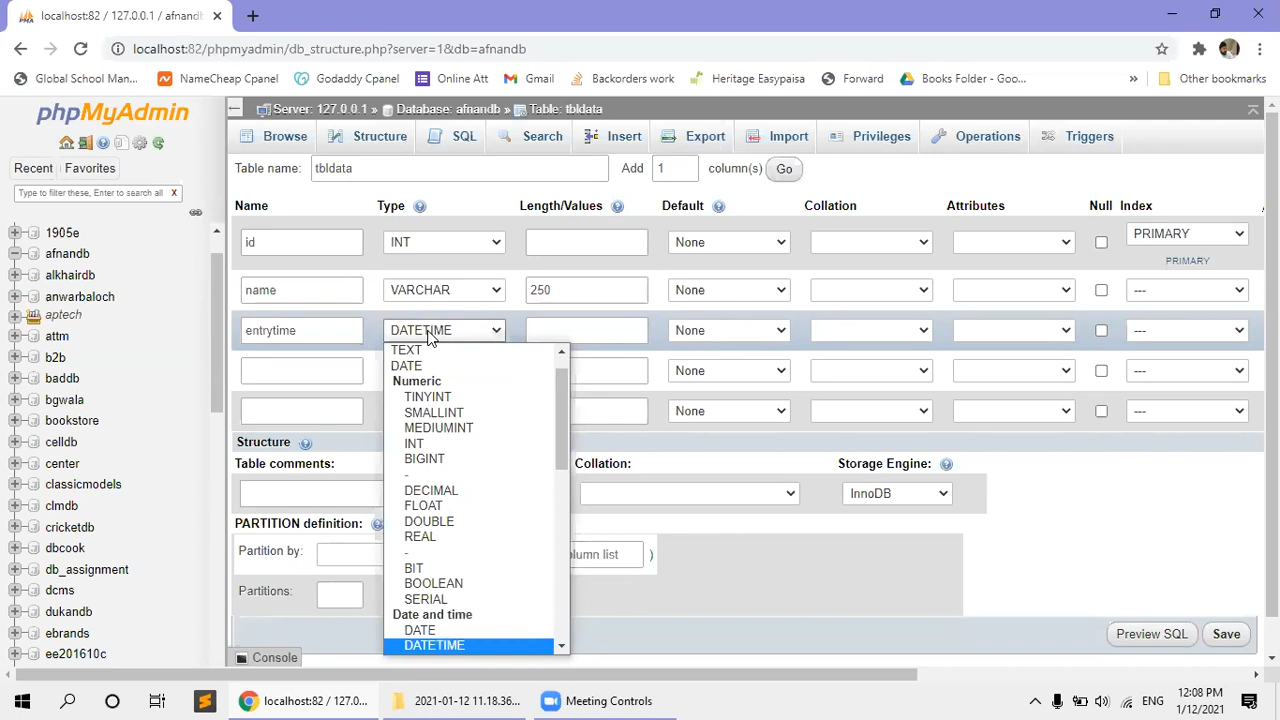 localhost:82 / 127.0.0.1 / afnand
localhost:82/phpmyadmin/db_structure.php?server=1&db=afnandb
Global School Man... NameCheap Cpanel Godaddy Cpanel Online Att Gmail Backorders work Heritage Easypaisa Forward Books Folder - Goo... » Other bookmarks
phpMyAdmin
Server: 127.0.0.1 » Database: afnandb » Table: tbldata
Browse Structure SQL Search Insert Export Import Privileges Operations Triggers
Recent Favorites
Table name: tbldata Add 1 column(s) Go
Type to filter these, Enter to search all X
Name Type Length/Values Default Collation Attributes Null Index
1905e
afnandb
alkhairdb
anwarbaloch
aptech
attm
b2b
baddb
bgwala
bookstore
celldb
center
classicmodels
clmdb
cricketdb
dbcook
db_assignment
dcms
dukandb
ebrands
ee201610c
id INT None PRIMARY
PRIMARY
name VARCHAR 250 None ---
entrytime DATETIME None ---
None ---
None ---
TEXT
DATE
Numeric
TINYINT
SMALLINT
MEDIUMINT
INT
BIGINT
-
DECIMAL
FLOAT
DOUBLE
REAL
-
BIT
BOOLEAN
SERIAL
Date and time
DATE
DATETIME
Structure
Table comments: Collation: Storage Engine:
InnoDB
PARTITION definition:
Partition by: olumn list )
Partitions:
Preview SQL Save
Console
localhost:82 / 127.0... 2021-01-12 11.18.36... Meeting Controls
ENG
12:08 PM
1/12/2021